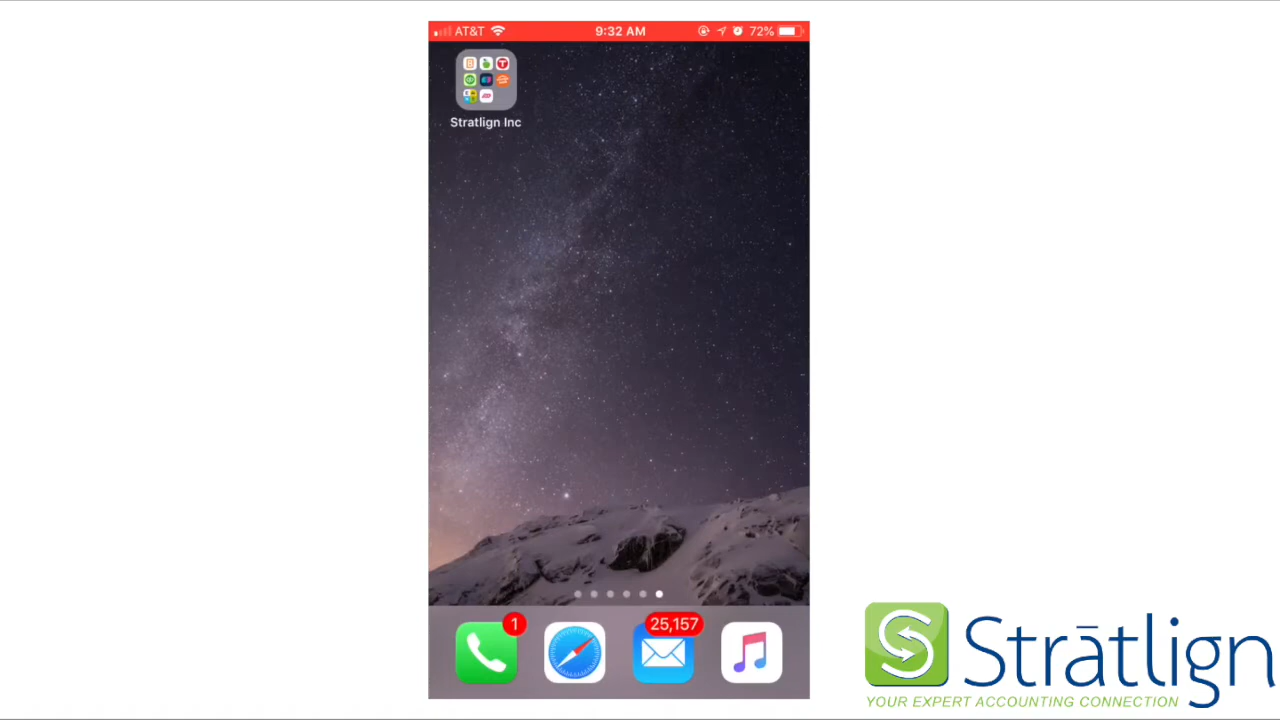 AT&T 9:32 AM 72%
Stratlign Inc
1
25,157
Strātlign
YOUR EXPERT ACCOUNTING CONNECTION